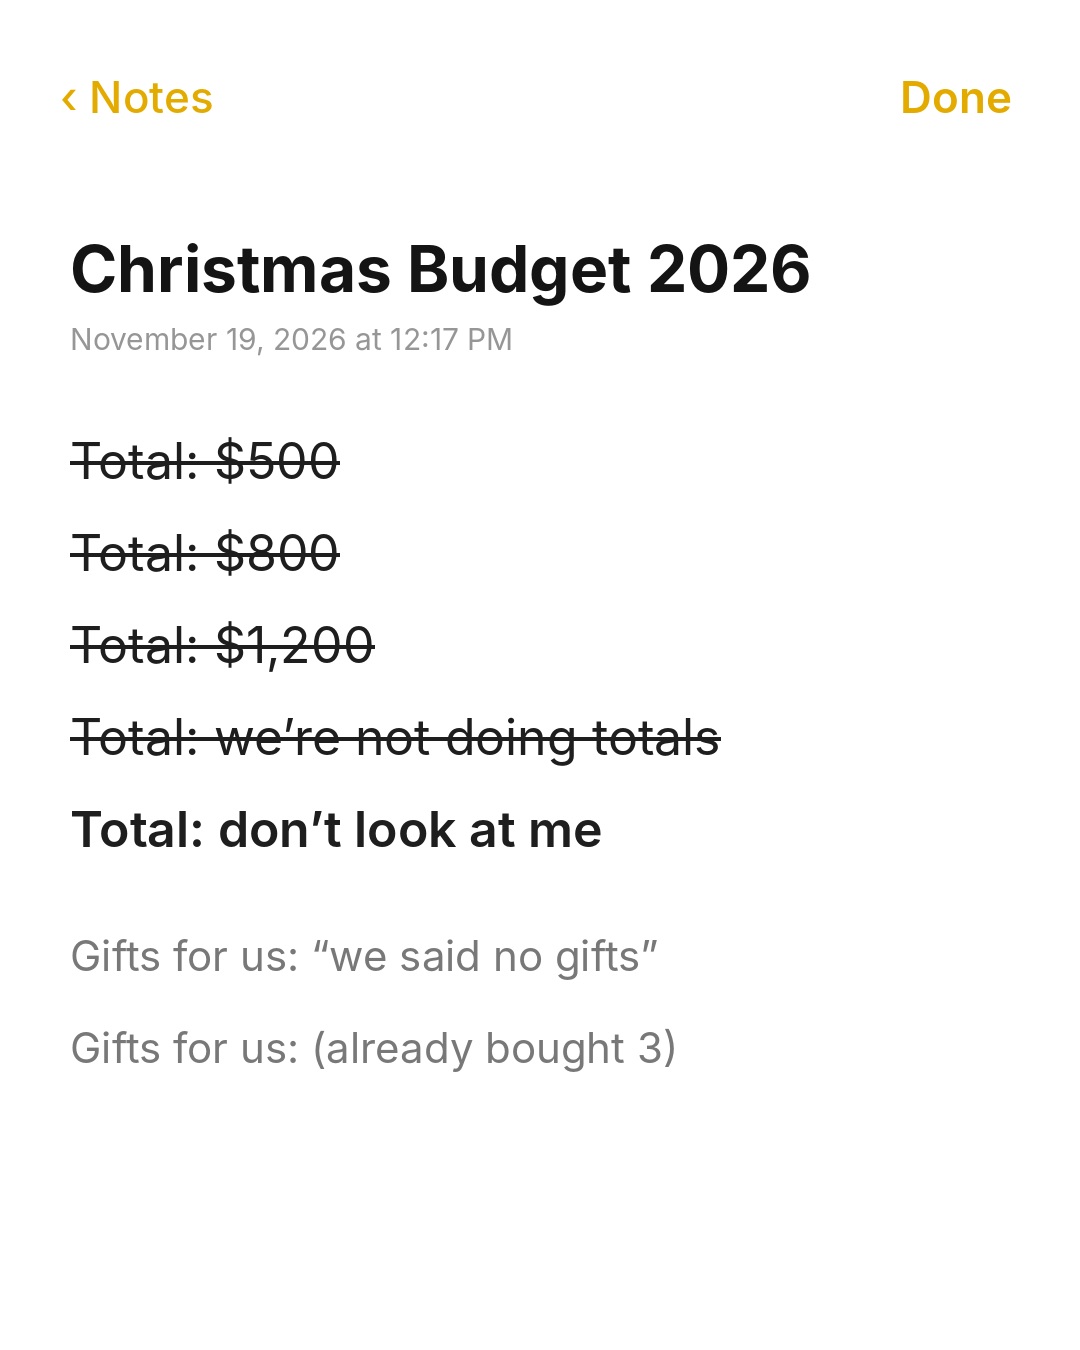 ‹ Notes
Done
Christmas Budget 2026
November 19, 2026 at 12:17 PM
Total: $500
Total: $800
Total: $1,200
Total: we’re not doing totals
Total: don’t look at me
Gifts for us: “we said no gifts”
Gifts for us: (already bought 3)